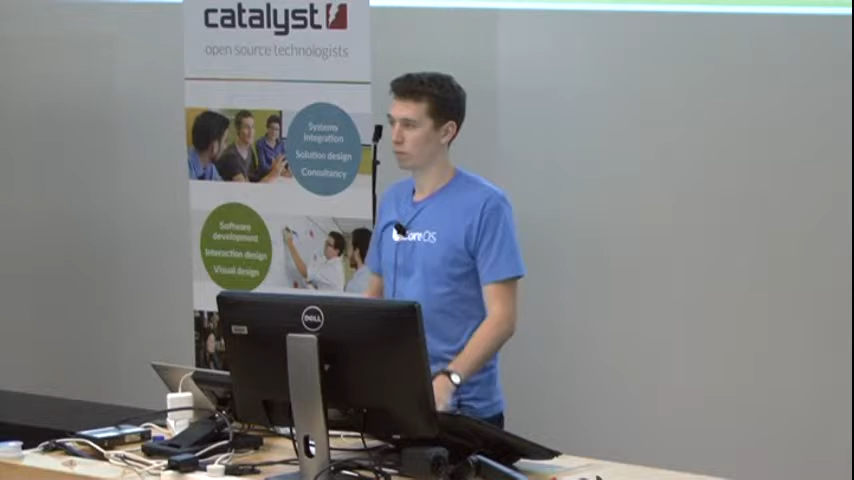 catalyst
open source technologists
Systems
integration
Solution design
Consultancy
Software
development
Interaction design
Visual design
CoreOS
DELL